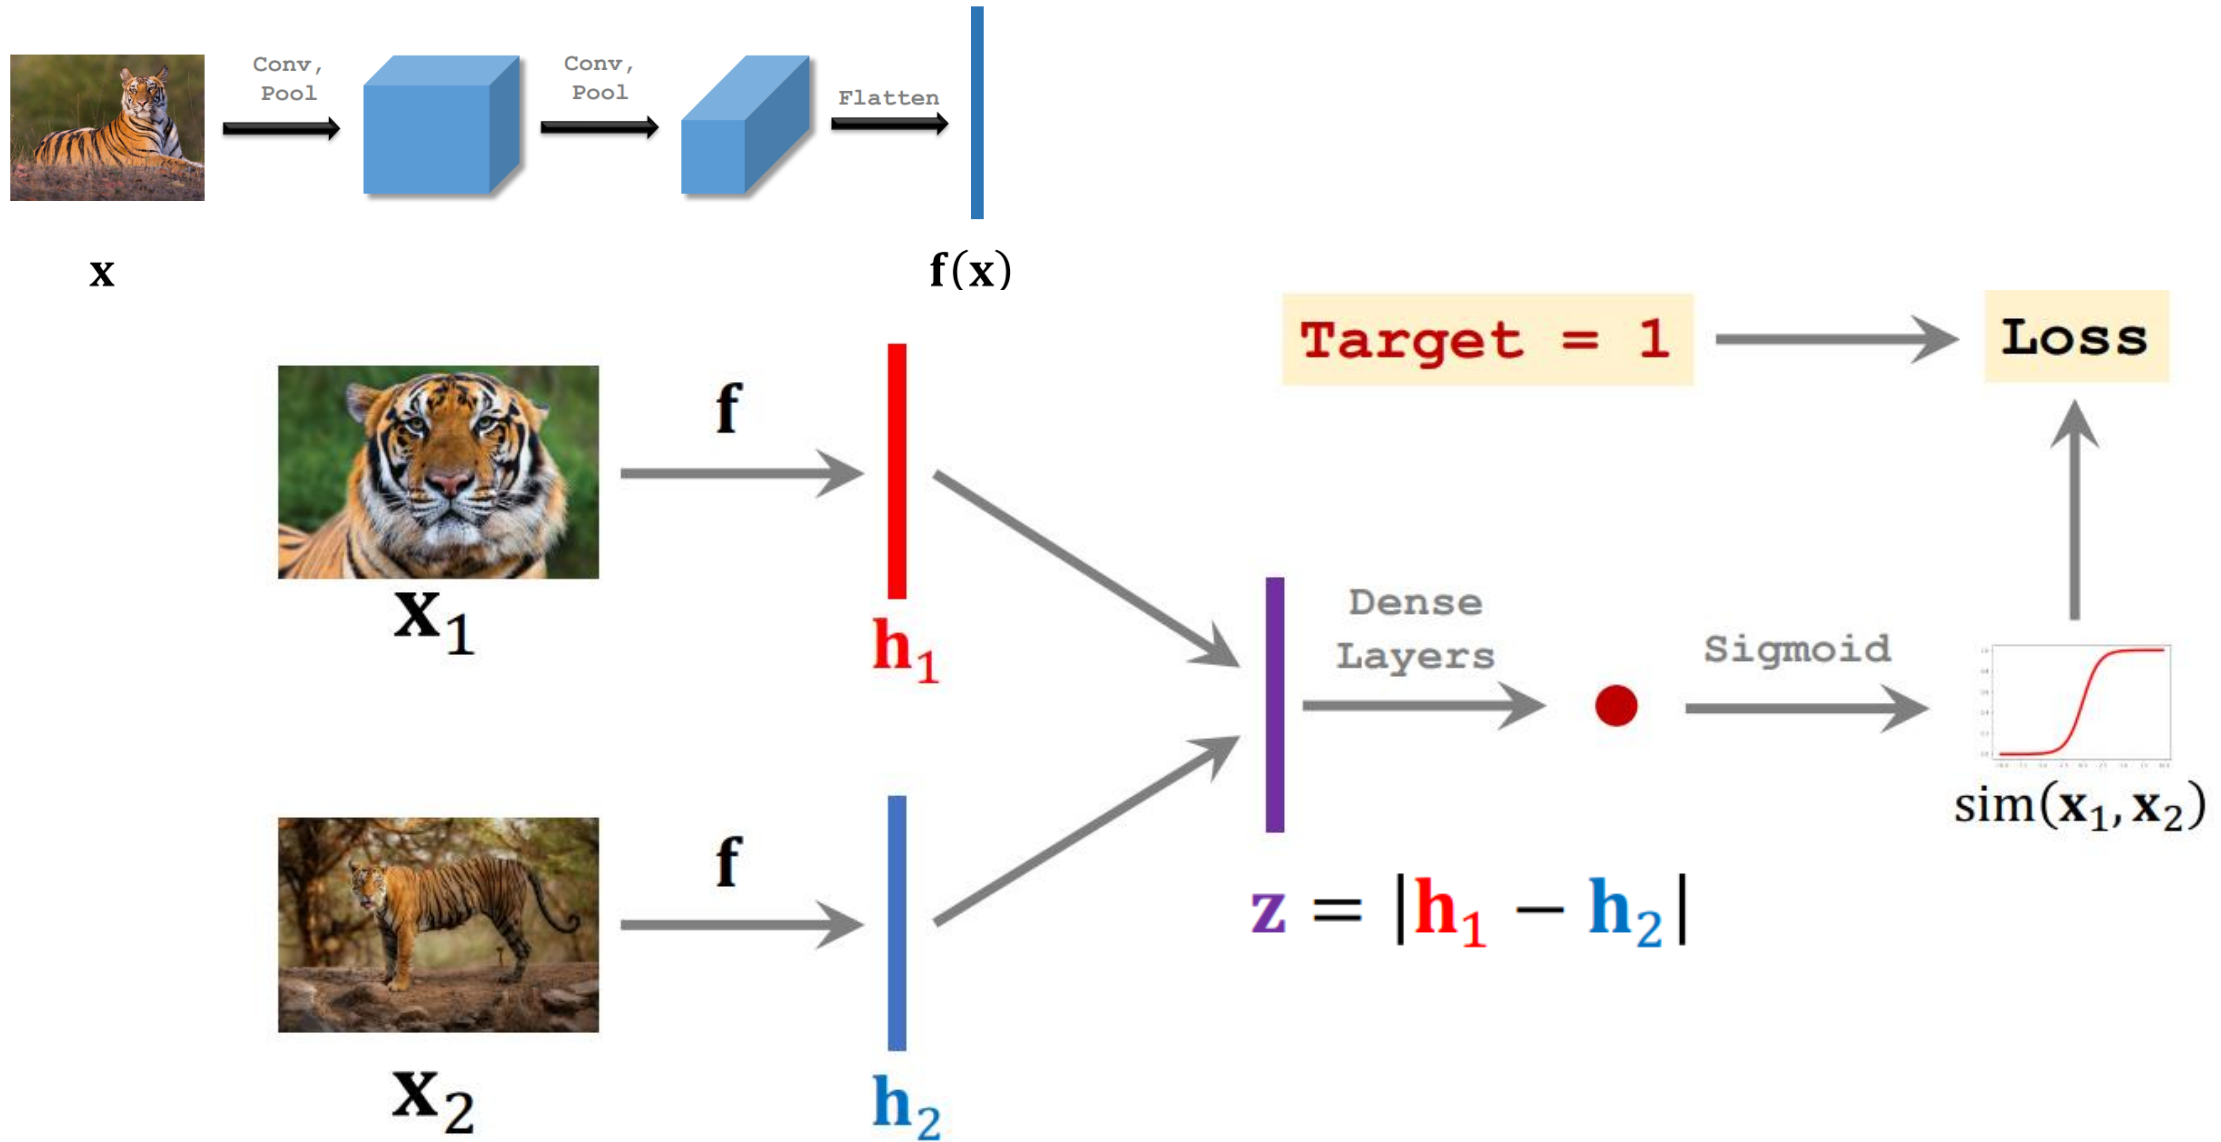 Conv,
Pool
Conv,
Pool
Flatten
x
f(x)
Target = 1
Loss
f
x₁
h₁
Dense
Layers
Sigmoid
sim(x₁, x₂)
f
x₂
h₂
z = |h₁ − h₂|